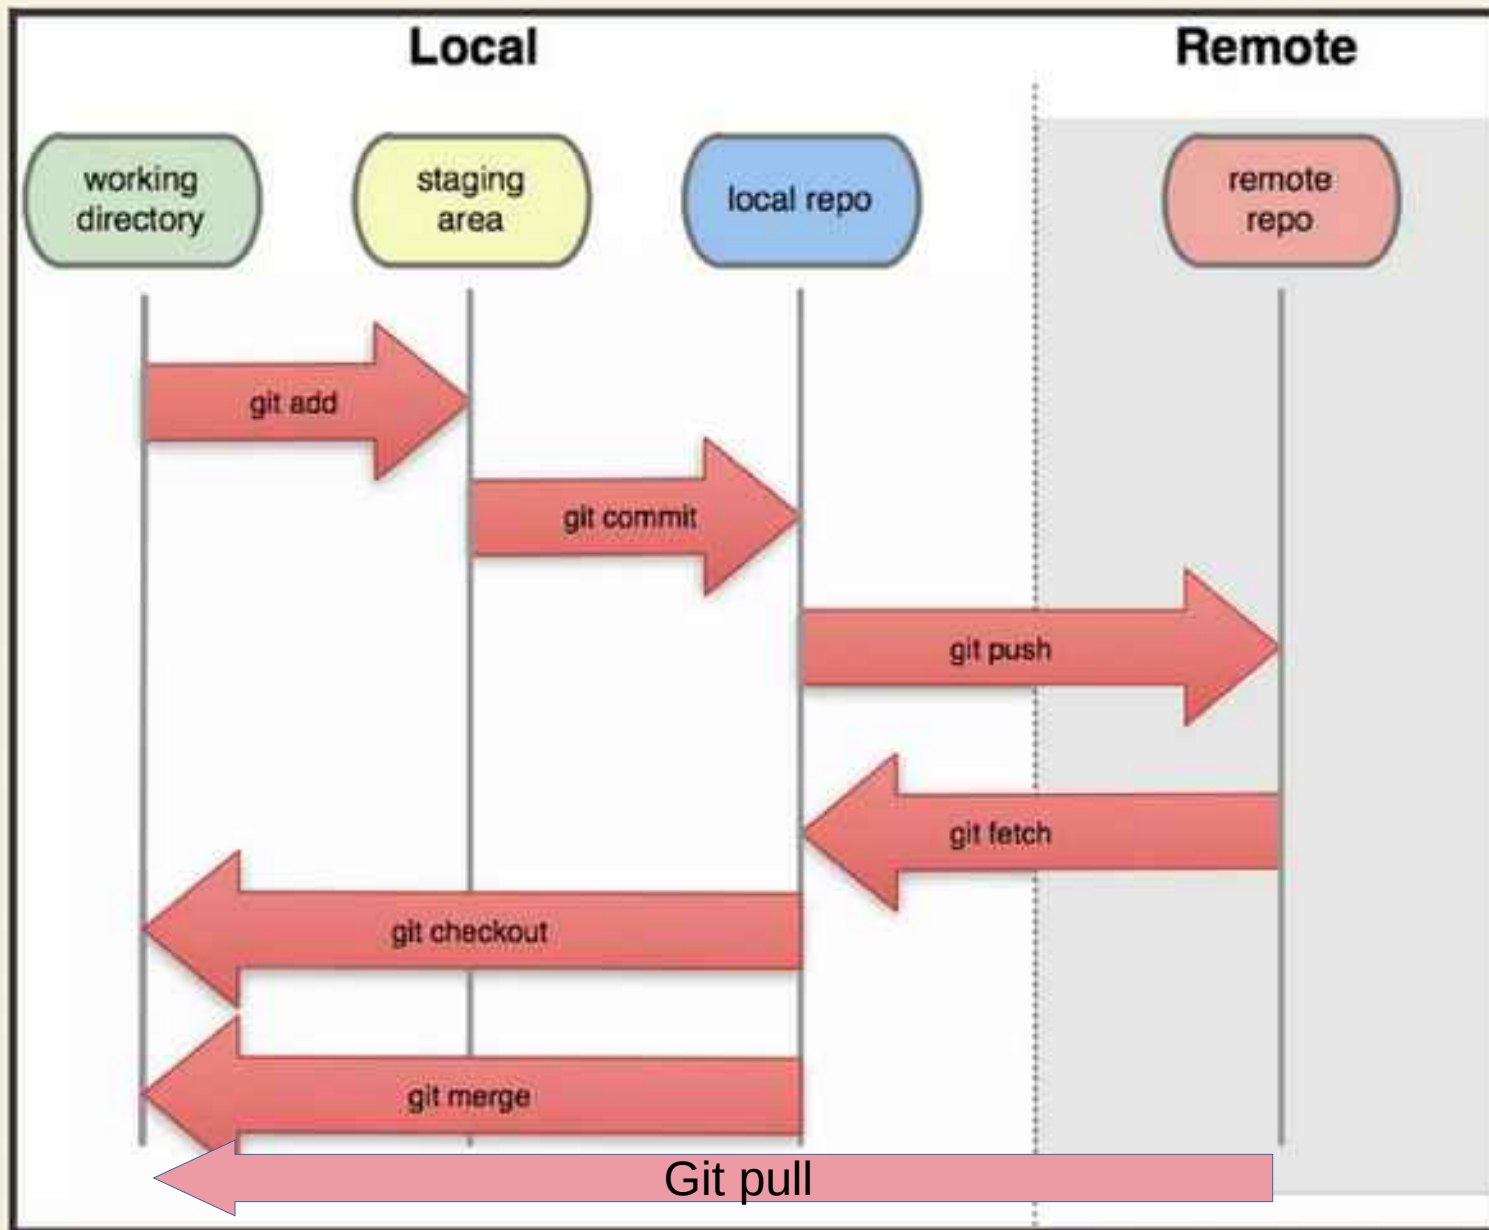 Local
Remote
working
directory
staging
area
local repo
remote
repo
git add
git commit
git push
git fetch
git checkout
git merge
Git pull